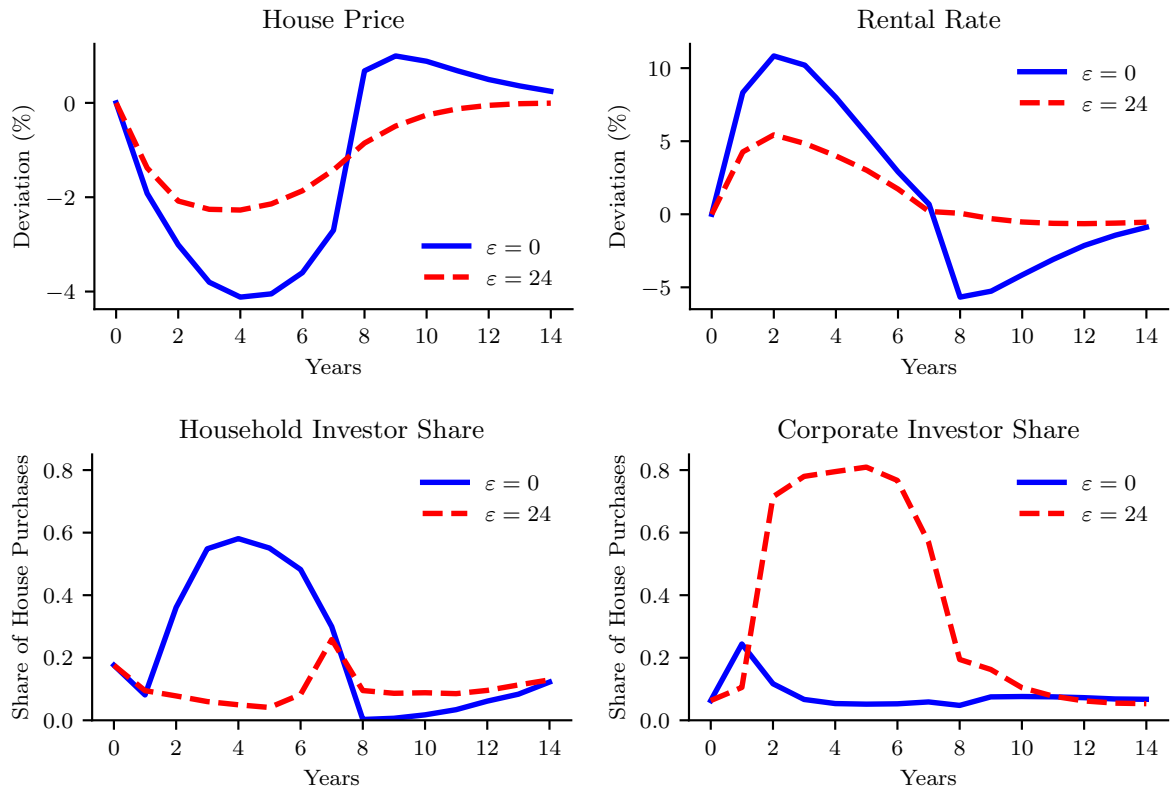 House Price
Deviation (%)
0
−2
−4
ε = 0
ε = 24
0 2 4 6 8 10 12 14
Years
Rental Rate
Deviation (%)
10
5
0
−5
ε = 0
ε = 24
0 2 4 6 8 10 12 14
Years
Household Investor Share
Share of House Purchases
0.8
0.6
0.4
0.2
0.0
ε = 0
ε = 24
0 2 4 6 8 10 12 14
Years
Corporate Investor Share
Share of House Purchases
0.8
0.6
0.4
0.2
0.0
ε = 0
ε = 24
0 2 4 6 8 10 12 14
Years